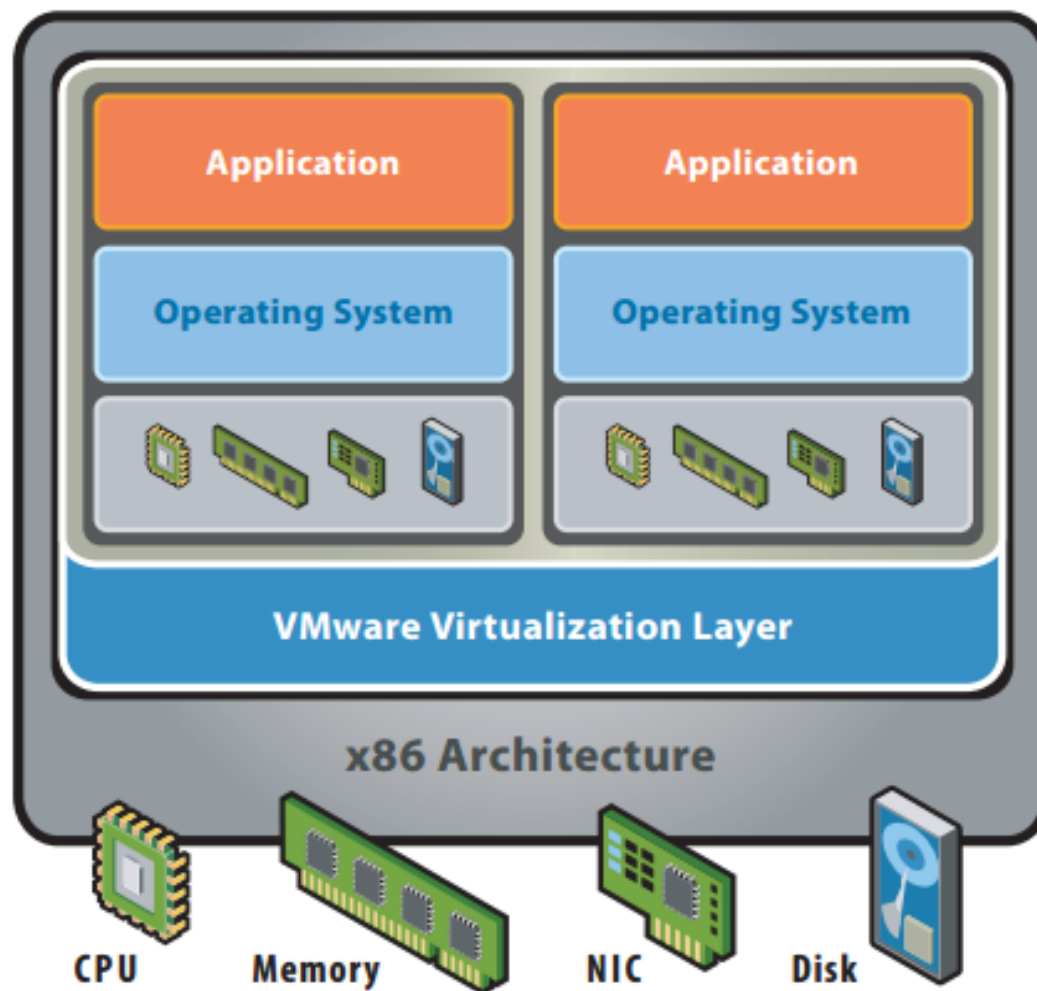 Application
Application
Operating System
Operating System
VMware Virtualization Layer
x86 Architecture
CPU
Memory
NIC
Disk